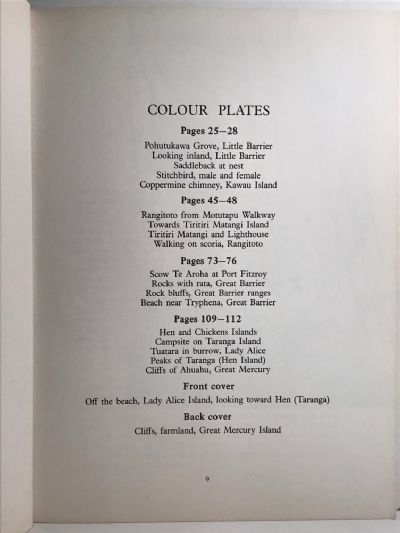 COLOUR PLATES
Pages 25–28
Pohutukawa Grove, Little Barrier
Looking inland, Little Barrier
Saddleback at nest
Stitchbird, male and female
Coppermine chimney, Kawau Island
Pages 45–48
Rangitoto from Motutapu Walkway
Towards Tiritiri Matangi Island
Tiritiri Matangi and Lighthouse
Walking on scoria, Rangitoto
Pages 73–76
Scow Te Aroha at Port Fitzroy
Rocks with rata, Great Barrier
Rock bluffs, Great Barrier ranges
Beach near Tryphena, Great Barrier
Pages 109–112
Hen and Chickens Islands
Campsite on Taranga Island
Tuatara in burrow, Lady Alice
Peaks of Taranga (Hen Island)
Cliffs of Ahuahu, Great Mercury
Front cover
Off the beach, Lady Alice Island, looking toward Hen (Taranga)
Back cover
Cliffs, farmland, Great Mercury Island
9